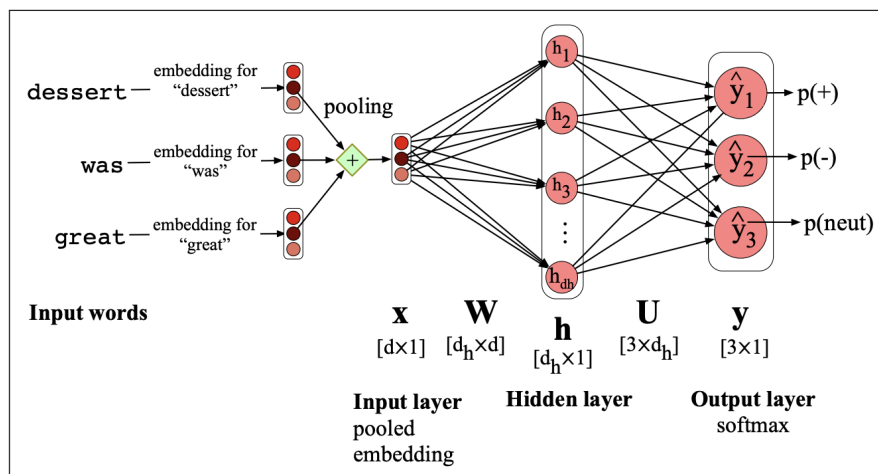 dessert
embedding for
“dessert”
pooling
was
embedding for
“was”
+
great
embedding for
“great”
h1
h2
h3
⋮
hdh
ŷ1
ŷ2
ŷ3
p(+)
p(-)
p(neut)
Input words
x
W
h
U
y
[d×1]
[dh×d]
[dh×1]
[3×dh]
[3×1]
Input layer
pooled
embedding
Hidden layer
Output layer
softmax